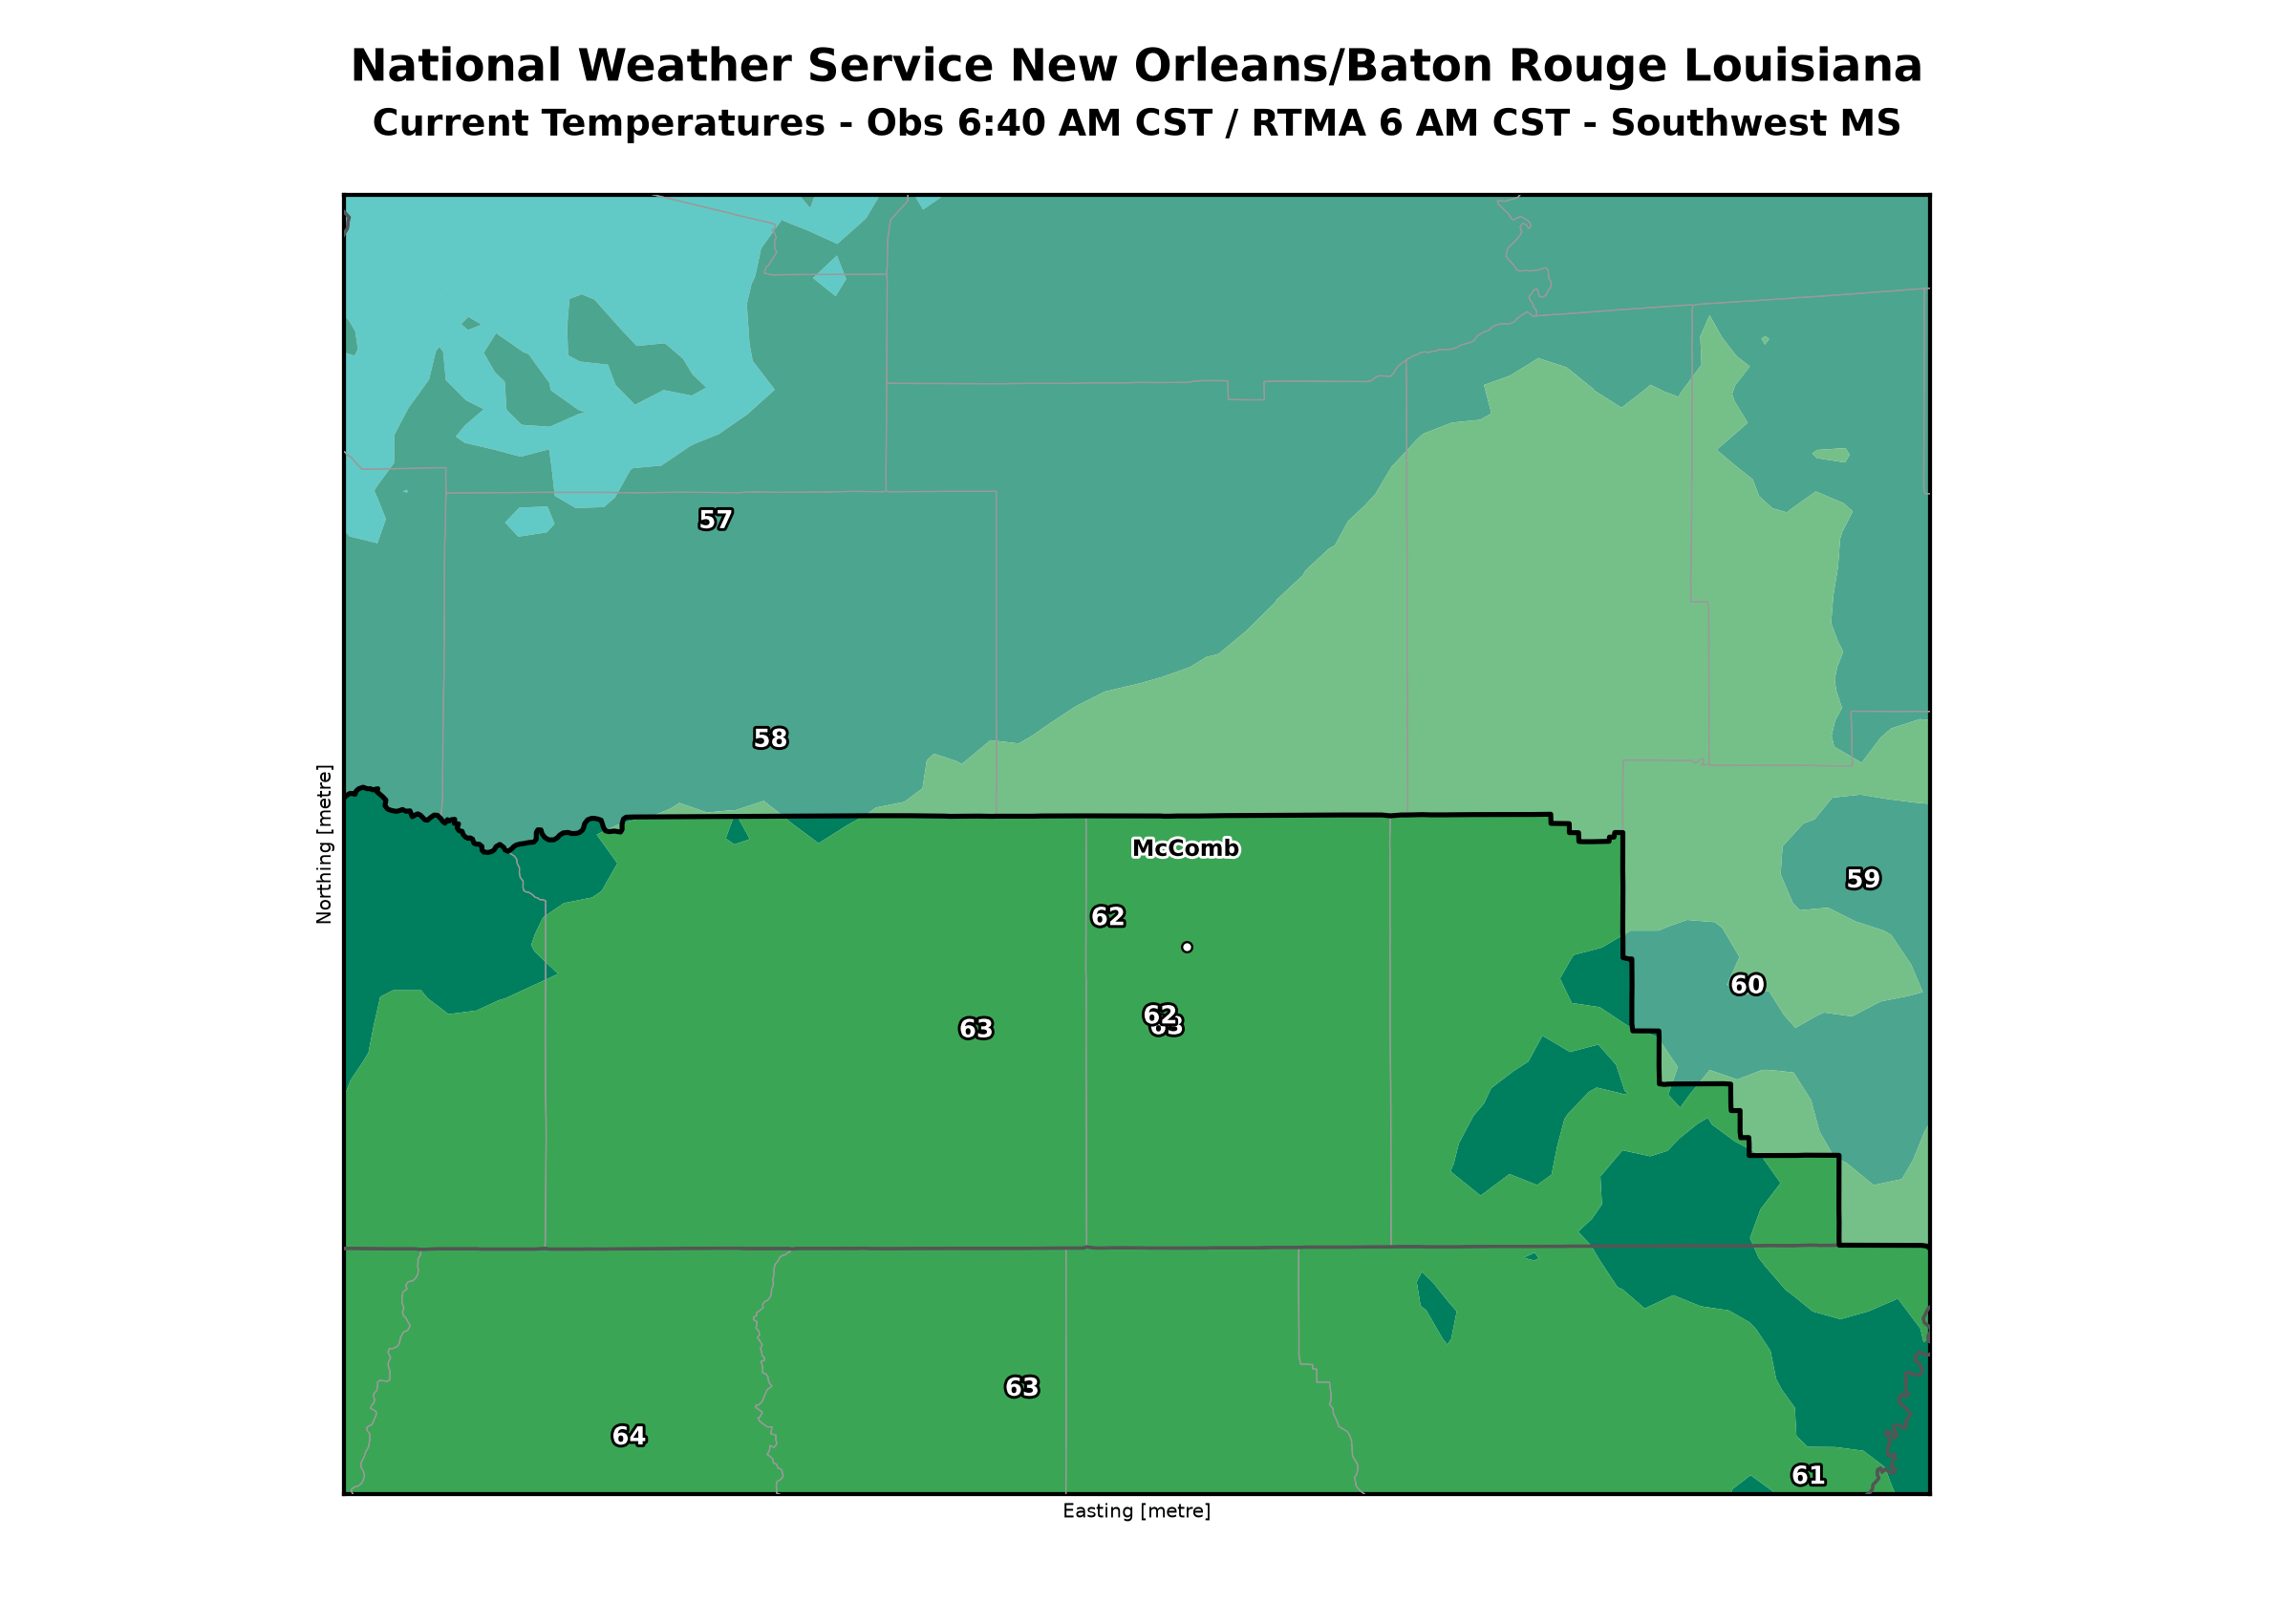 National Weather Service New Orleans/Baton Rouge Louisiana
Current Temperatures - Obs 6:40 AM CST / RTMA 6 AM CST - Southwest MS
57
58
Northing [metre]
McComb
59
62
60
62
63
63
63
64
61
Easting [metre]